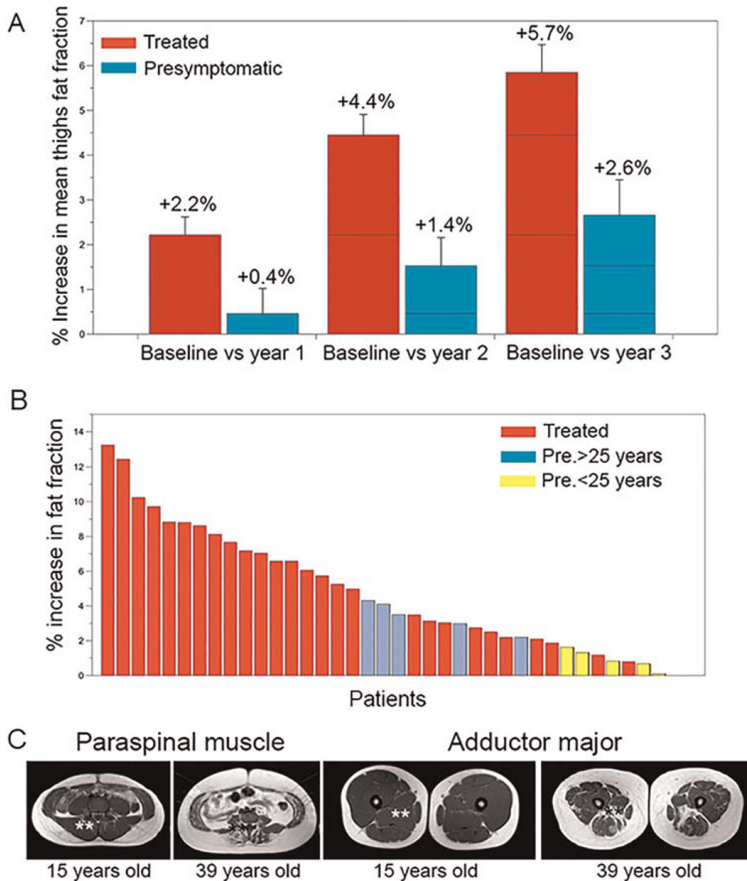 A
% Increase in mean thighs fat fraction
7
6
5
4
3
2
1
0
Treated
Presymptomatic
+2.2%
+0.4%
+4.4%
+1.4%
+5.7%
+2.6%
Baseline vs year 1
Baseline vs year 2
Baseline vs year 3
B
% increase in fat fraction
14
12
10
8
6
4
2
0
Treated
Pre.>25 years
Pre.<25 years
Patients
C
Paraspinal muscle
Adductor major
**
**
**
**
15 years old
39 years old
15 years old
39 years old